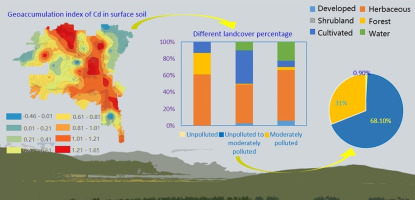 Geoaccumulation index of Cd in surface soil
Different landcover percentage
Developed
Herbaceous
Shrubland
Forest
Cultivated
Water
100%
80%
60%
40%
20%
0%
Unpolluted
Unpolluted to
moderately
polluted
Moderately
polluted
0.90%
31%
68.10%
-0.46 - 0.01
0.01 - 0.21
0.21 - 0.41
0.61 - 0.81
0.81 - 1.01
1.01 - 1.21
1.21 - 1.65